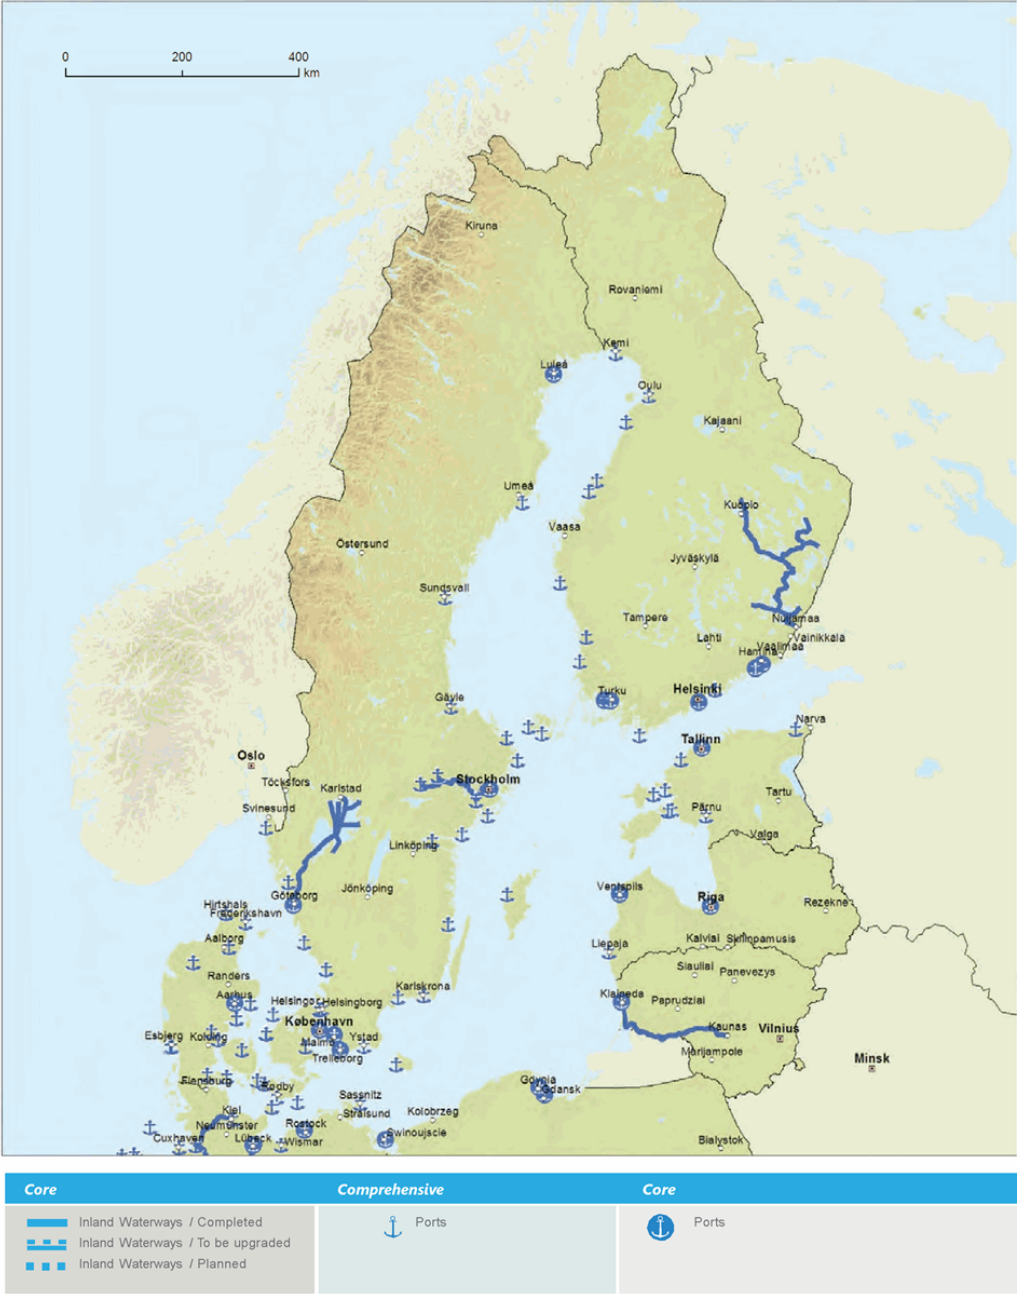 0 200 400
km
Kiruna
Rovaniemi
Kemi
Luleå
Oulu
Kajaani
Umeå
Kuopio
Vaasa
Östersund
Jyväskylä
Sundsvall
Tampere
Nuijamaa
Lahti
Vainikkala
Vaalimaa
Hamina
Turku
Helsinki
Gävle
Narva
Tallinn
Oslo
Töcksfors
Karlstad
Stockholm
Svinesund
Tartu
Pärnu
Valga
Linköping
Jönköping
Göteborg
Ventspils
Riga
Rezekne
Hirtshals
Frederikshavn
Aalborg
Kalviai
Skrinpamusis
Liepaja
Siauliai
Panevezys
Randers
Karlskrona
Klaipeda
Paprudziai
Aarhus
Helsingør
Helsingborg
København
Kaunas
Vilnius
Esbjerg
Kolding
Malmö
Ystad
Trelleborg
Marijampole
Minsk
Flensburg
Rødby
Gdynia
Gdansk
Sassnitz
Kiel
Stralsund
Kolobrzeg
Neumünster
Rostock
Swinoujscie
Cuxhaven
Lübeck
Wismar
Bialystok
Core Comprehensive Core
Inland Waterways / Completed Ports Ports
Inland Waterways / To be upgraded
Inland Waterways / Planned